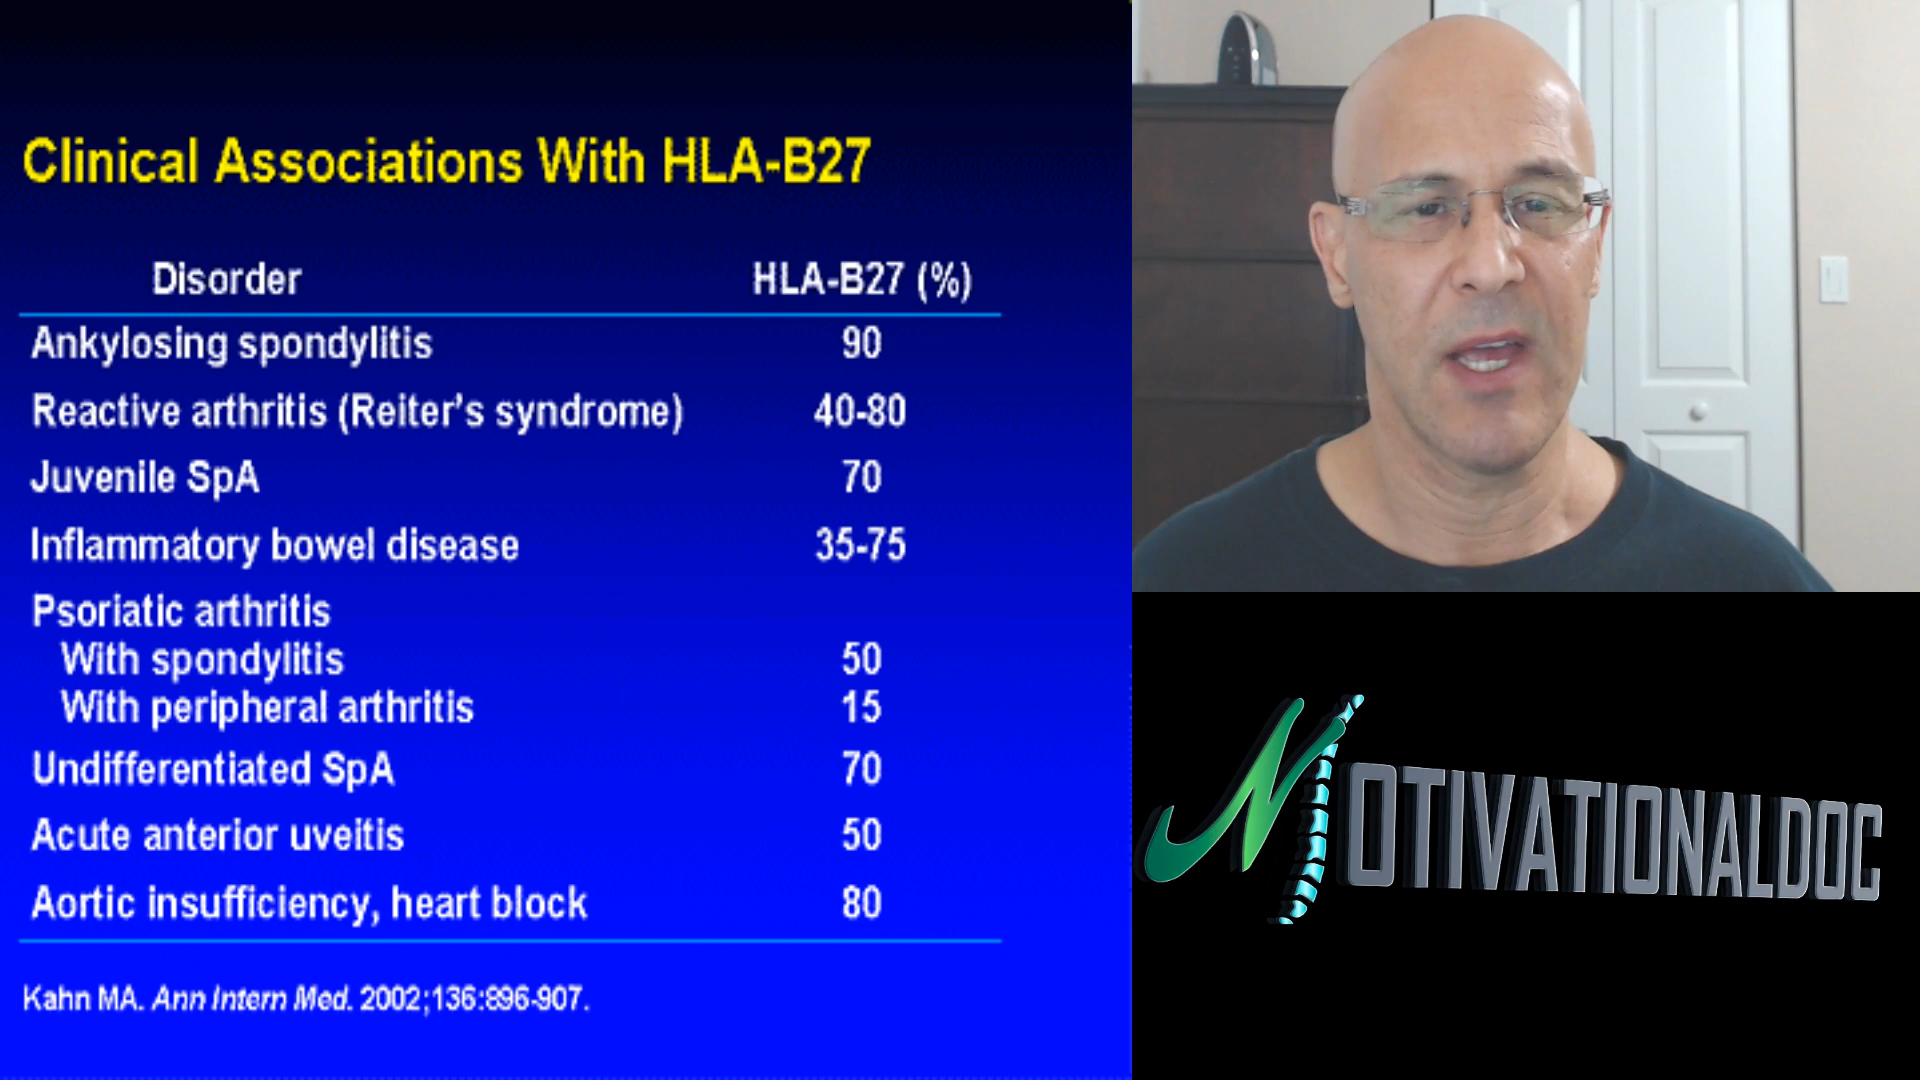 Clinical Associations With HLA-B27
Disorder HLA-B27 (%)
Ankylosing spondylitis 90
Reactive arthritis (Reiter's syndrome) 40-80
Juvenile SpA 70
Inflammatory bowel disease 35-75
Psoriatic arthritis
With spondylitis 50
With peripheral arthritis 15
Undifferentiated SpA 70
Acute anterior uveitis 50
Aortic insufficiency, heart block 80
Kahn MA. Ann Intern Med. 2002;136:896-907.
MOTIVATIONALDOC